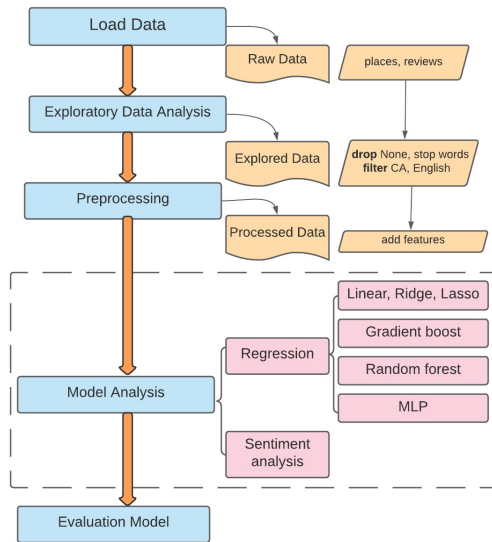 Load Data
Raw Data
places, reviews
Exploratory Data Analysis
Explored Data
drop None, stop words
filter CA, English
Preprocessing
Processed Data
add features
Linear, Ridge, Lasso
Regression
Gradient boost
Random forest
Model Analysis
MLP
Sentiment
analysis
Evaluation Model